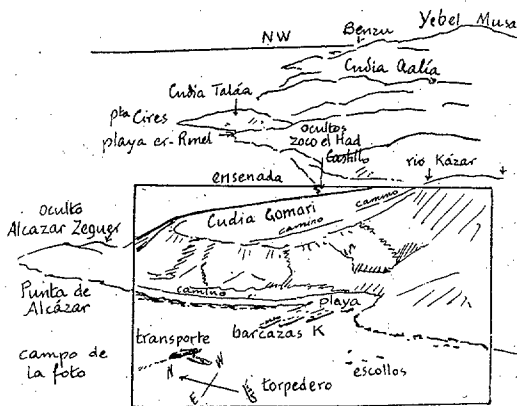 NW
Benzu
Yebel Musa
Cudia Aalía
Cudia Taláa
pta Cires
playa er-Rmel
ocultos
zoco el Had
Castillo
río Kázar
ensenada
oculto
Alcazar Zeguer
Cudia Gomari
camino
camino
camino
Punta de
Alcázar
playa
barcazas K
campo de
la foto
transporte
N
W
E
torpedero
escollos